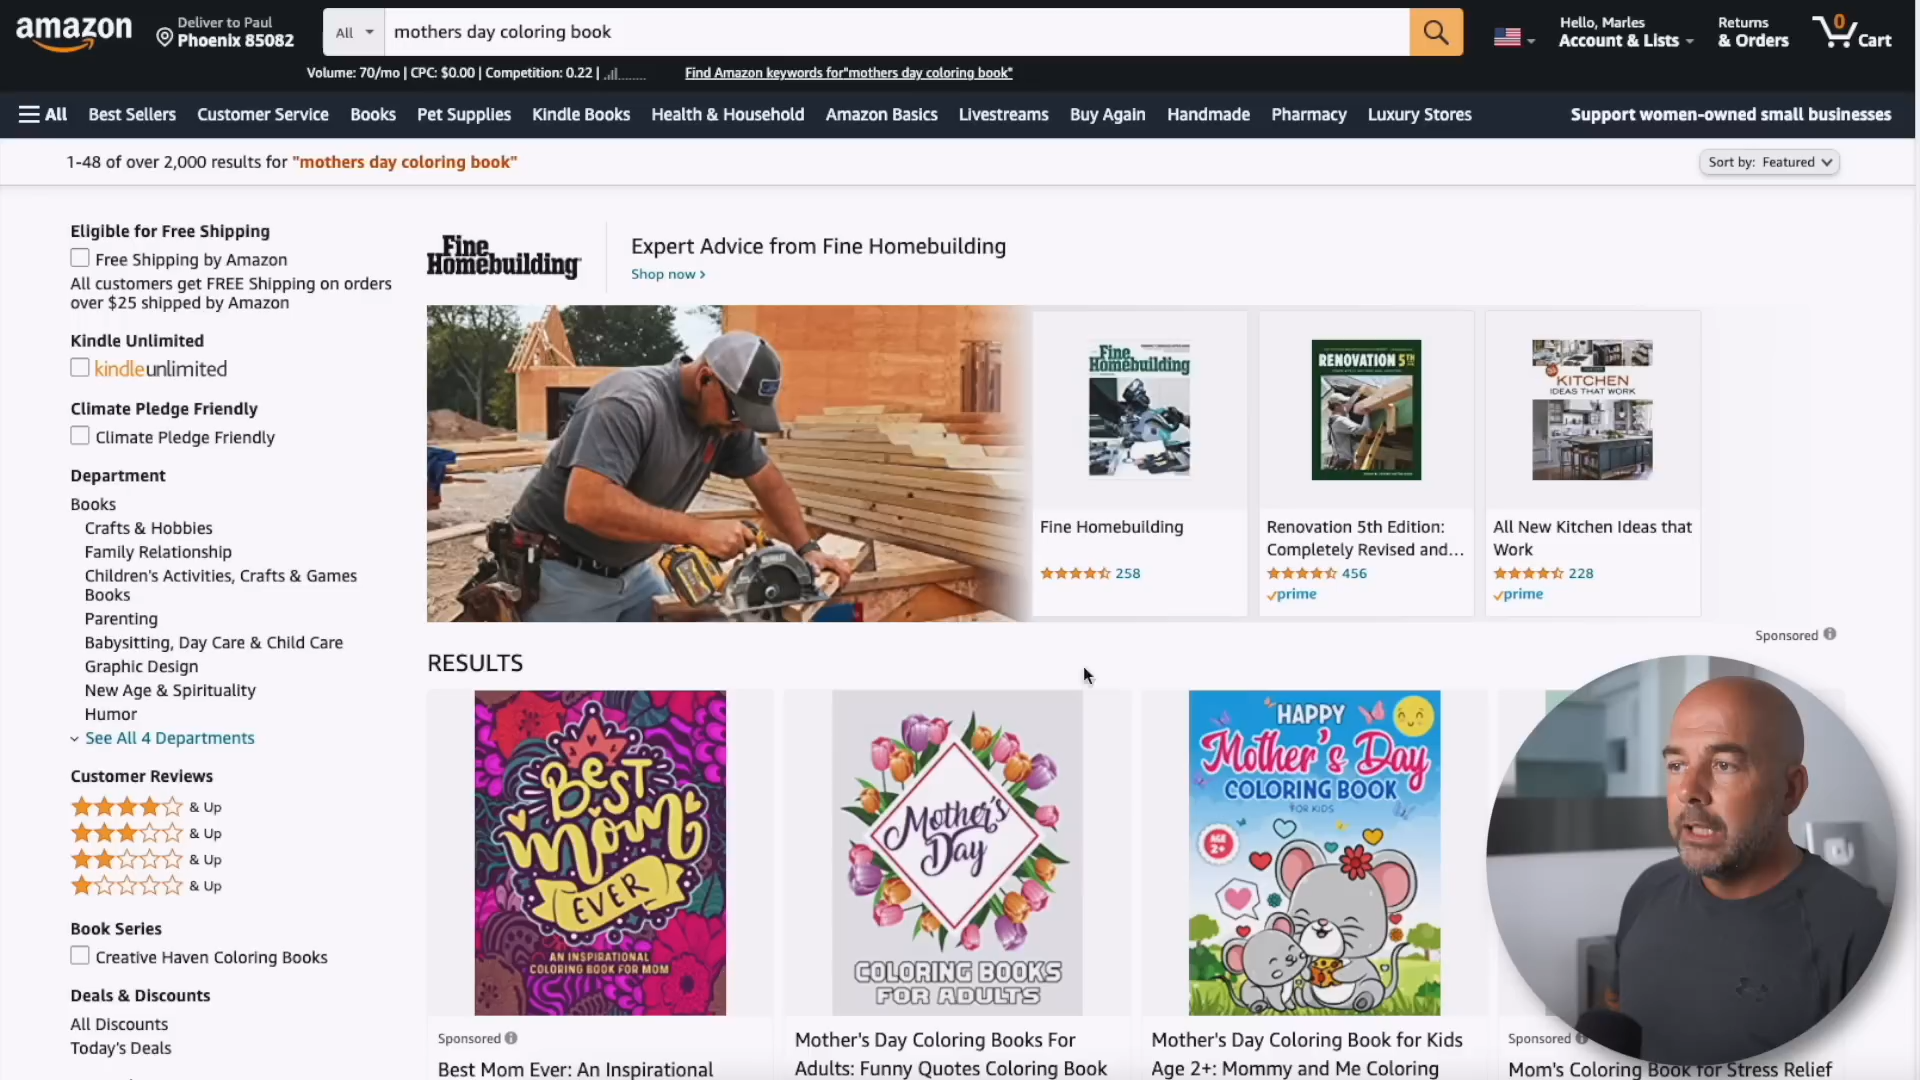 amazon
Deliver to Paul
Phoenix 85082
All
mothers day coloring book
Hello, Marles
Account & Lists
Returns
& Orders
0
Cart
Volume: 70/mo | CPC: $0.00 | Competition: 0.22 |
Find Amazon keywords for"mothers day coloring book"
All
Best Sellers
Customer Service
Books
Pet Supplies
Kindle Books
Health & Household
Amazon Basics
Livestreams
Buy Again
Handmade
Pharmacy
Luxury Stores
Support women-owned small businesses
1-48 of over 2,000 results for "mothers day coloring book"
Sort by: Featured
Eligible for Free Shipping
Free Shipping by Amazon
All customers get FREE Shipping on orders
over $25 shipped by Amazon
Kindle Unlimited
kindleunlimited
Climate Pledge Friendly
Climate Pledge Friendly
Department
Books
Crafts & Hobbies
Family Relationship
Children's Activities, Crafts & Games
Books
Parenting
Babysitting, Day Care & Child Care
Graphic Design
New Age & Spirituality
Humor
See All 4 Departments
Customer Reviews
& Up
& Up
& Up
& Up
Book Series
Creative Haven Coloring Books
Deals & Discounts
All Discounts
Today's Deals
Fine
Homebuilding
Expert Advice from Fine Homebuilding
Shop now ›
Fine
Homebuilding
Fine Homebuilding
258
RENOVATION 5TH
Renovation 5th Edition:
Completely Revised and...
456
prime
KITCHEN
IDEAS THAT WORK
All New Kitchen Ideas that
Work
228
prime
Sponsored
RESULTS
BEST
MOM
EVER
AN INSPIRATIONAL
COLORING BOOK FOR MOM
Sponsored
Best Mom Ever: An Inspirational
Mother's
Day
COLORING BOOKS
FOR ADULTS
Mother's Day Coloring Books For
Adults: Funny Quotes Coloring Book
HAPPY
Mother's Day
COLORING BOOK
FOR KIDS
AGE
2+
Mother's Day Coloring Book for Kids
Age 2+: Mommy and Me Coloring
Sponsored
Mom's Coloring Book for Stress Relief